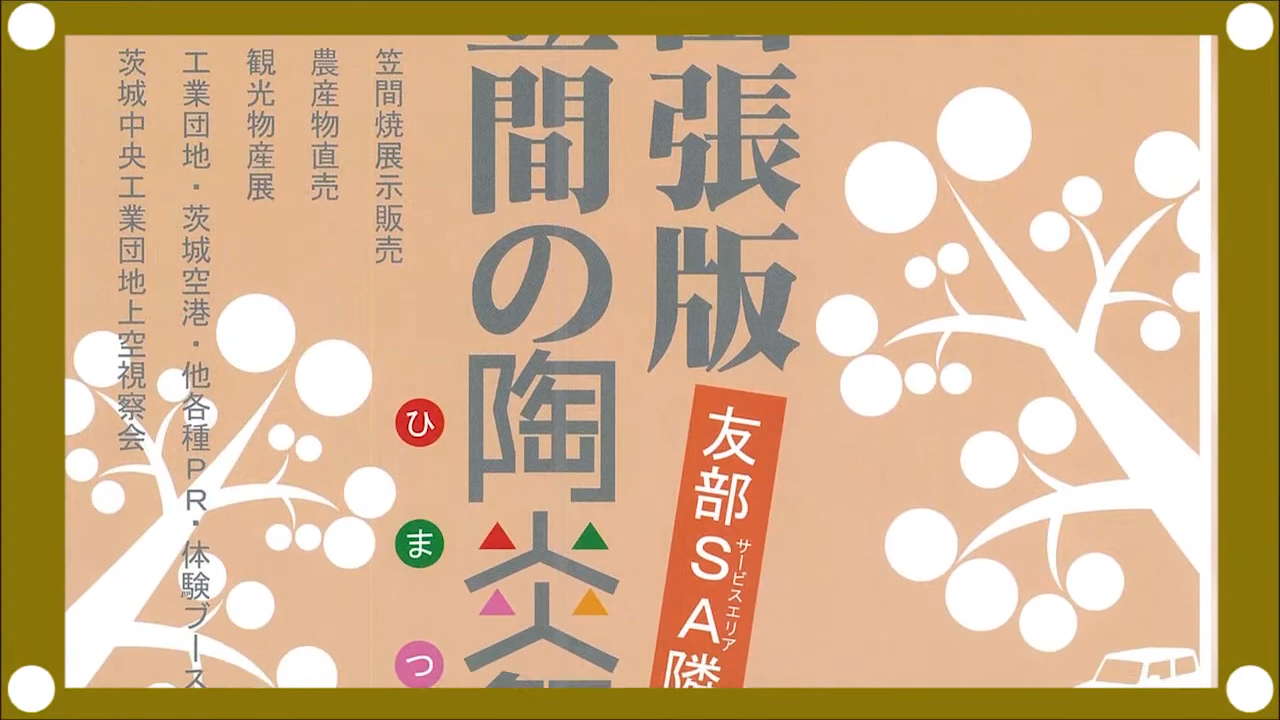 出張版
友部SA隣
サービスエリア
笠間の陶炎
ひ
ま
つ
笠間焼展示販売
農産物直売
観光物産展
工業団地・茨城空港・他各種PR・体験ブース
茨城中央工業団地上空視察会